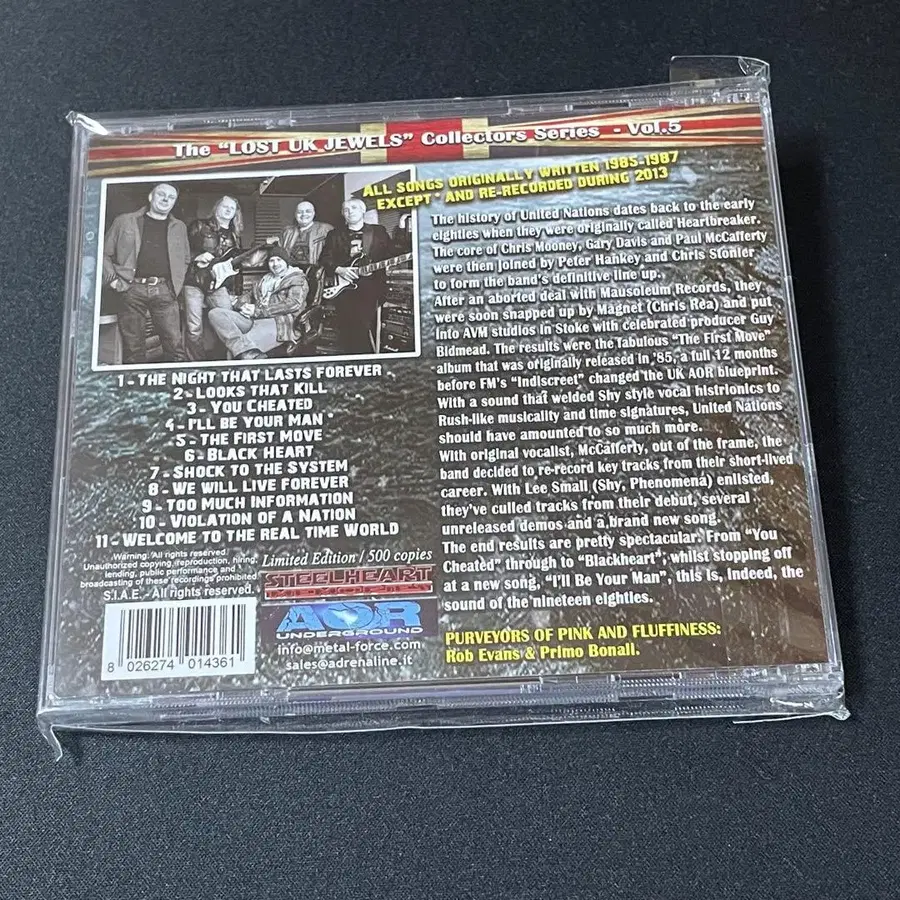 The "LOST UK JEWELS" Collectors Series - Vol.5
ALL SONGS ORIGINALLY WRITTEN 1985-1987
EXCEPT * AND RE-RECORDED DURING 2013
1 - THE NIGHT THAT LASTS FOREVER
2 - LOOKS THAT KILL
3 - YOU CHEATED
4 - I'LL BE YOUR MAN *
5 - THE FIRST MOVE
6 - BLACK HEART
7 - SHOCK TO THE SYSTEM
8 - WE WILL LIVE FOREVER
9 - TOO MUCH INFORMATION
10 - VIOLATION OF A NATION
11 - WELCOME TO THE REAL TIME WORLD
The history of United Nations dates back to the early
eighties when they were originally called Heartbreaker.
The core of Chris Mooney, Gary Davis and Paul McCafferty
were then joined by Peter Hankey and Chris Stonier
to form the band's definitive line up.
After an aborted deal with Mausoleum Records, they
were soon snapped up by Magnet (Chris Rea) and put
into AVM studios in Stoke with celebrated producer Guy
Bidmead. The results were the fabulous "The First Move"
album that was originally released in '85, a full 12 months
before FM's "Indiscreet" changed the UK AOR blueprint.
With a sound that welded Shy style vocal histrionics to
Rush-like musicality and time signatures, United Nations
should have amounted to so much more.
With original vocalist, McCafferty, out of the frame, the
band decided to re-record key tracks from their short-lived
career. With Lee Small (Shy, Phenomena) enlisted,
they've culled tracks from their debut, several
unreleased demos and a brand new song.
The end results are pretty spectacular. From "You
Cheated" through to "Blackheart", whilst stopping off
at a new song, "I'll Be Your Man", this is, indeed, the
sound of the nineteen eighties.
PURVEYORS OF PINK AND FLUFFINESS:
Rob Evans & Primo Bonali.
Warning. All rights reserved.
Unauthorized copying, reproduction, hiring,
lending, public performance and
broadcasting of these recordings prohibited
S.I.A.E. - All rights reserved.
Limited Edition / 500 copies
STEELHEART
AOR
UNDERGROUND
info@metal-force.com
sales@adrenaline.it
8 026274 014361